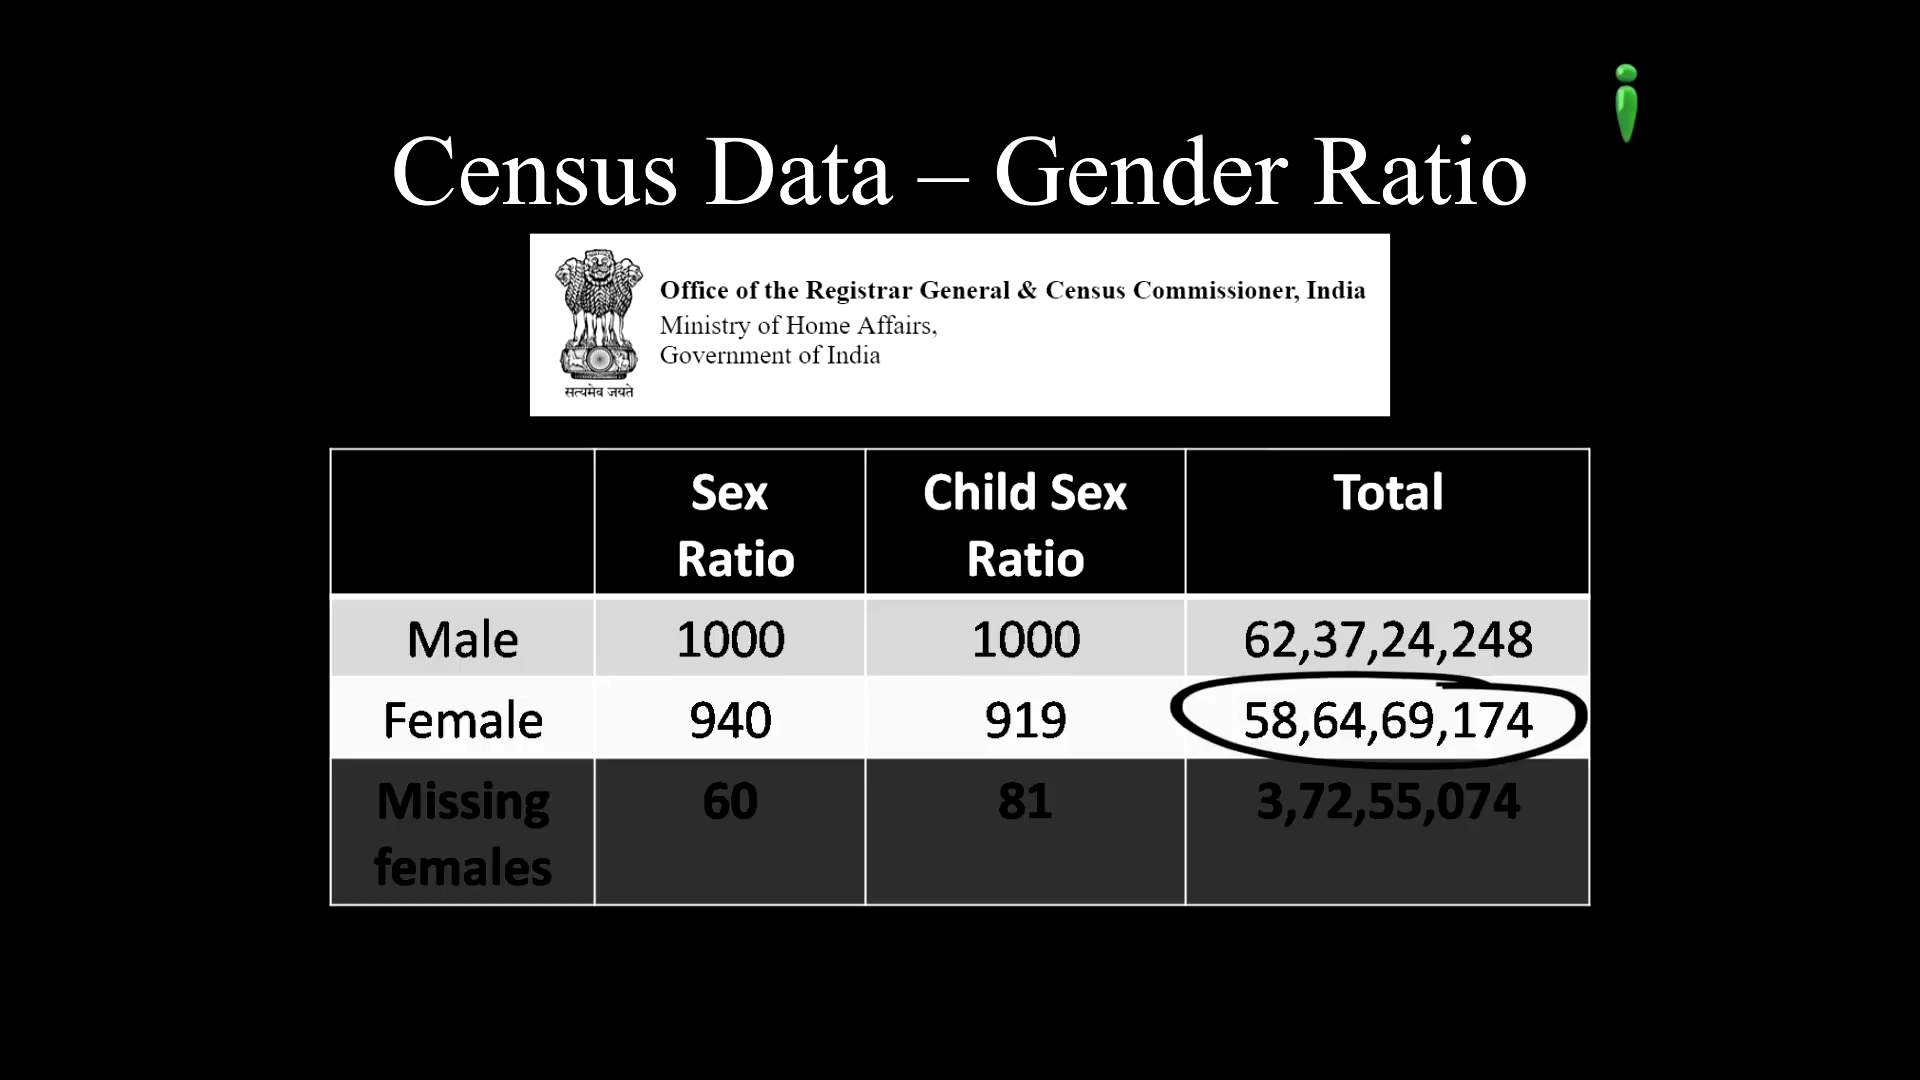 Census Data – Gender Ratio
Office of the Registrar General & Census Commissioner, India
Ministry of Home Affairs,
Government of India
सत्यमेव जयते
Sex Ratio Child Sex Ratio Total
Male 1000 1000 62,37,24,248
Female 940 919 58,64,69,174
Missing females 60 81 3,72,55,074